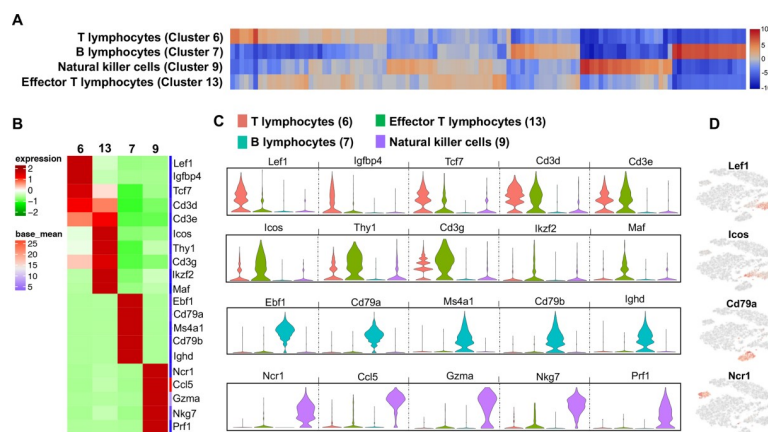 A
T lymphocytes (Cluster 6)
B lymphocytes (Cluster 7)
Natural killer cells (Cluster 9)
Effector T lymphocytes (Cluster 13)
10
5
0
-5
-10
B
6 13 7 9
expression
2
1
0
-1
-2
base_mean
25
20
15
10
5
Lef1
Igfbp4
Tcf7
Cd3d
Cd3e
Icos
Thy1
Cd3g
Ikzf2
Maf
Ebf1
Cd79a
Ms4a1
Cd79b
Ighd
Ncr1
Ccl5
Gzma
Nkg7
Prf1
C
T lymphocytes (6) Effector T lymphocytes (13)
B lymphocytes (7) Natural killer cells (9)
Lef1 Igfbp4 Tcf7 Cd3d Cd3e
Icos Thy1 Cd3g Ikzf2 Maf
Ebf1 Cd79a Ms4a1 Cd79b Ighd
Ncr1 Ccl5 Gzma Nkg7 Prf1
D
Lef1
Icos
Cd79a
Ncr1